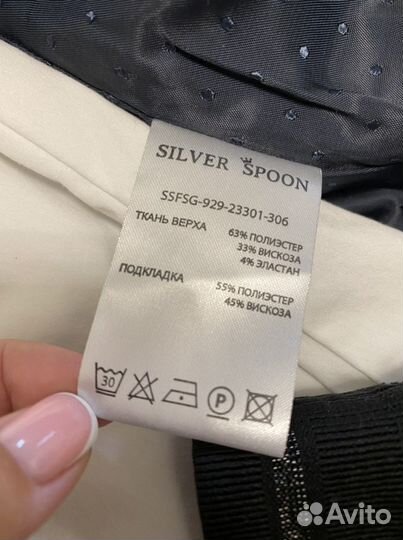 SILVER SPOON
SSFSG-929-23301-306
ТКАНЬ ВЕРХА 63% ПОЛИЭСТЕР
33% ВИСКОЗА
4% ЭЛАСТАН
ПОДКЛАДКА 55% ПОЛИЭСТЕР
45% ВИСКОЗА
30 P
Avito